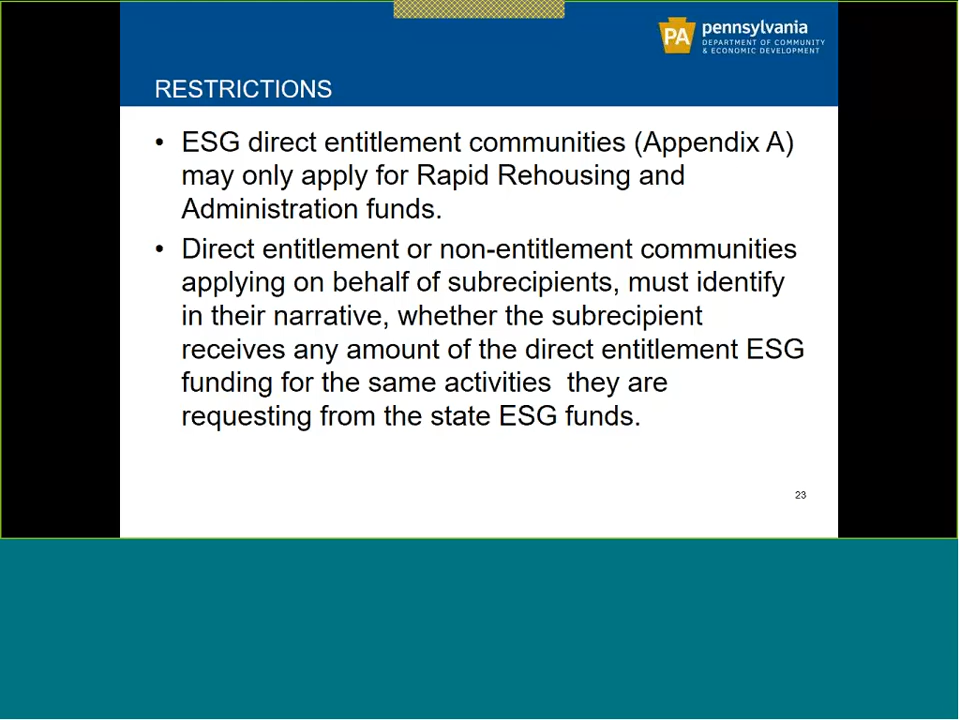 PA pennsylvania
DEPARTMENT OF COMMUNITY
& ECONOMIC DEVELOPMENT
RESTRICTIONS
• ESG direct entitlement communities (Appendix A)
may only apply for Rapid Rehousing and
Administration funds.
• Direct entitlement or non-entitlement communities
applying on behalf of subrecipients, must identify
in their narrative, whether the subrecipient
receives any amount of the direct entitlement ESG
funding for the same activities  they are
requesting from the state ESG funds.
23